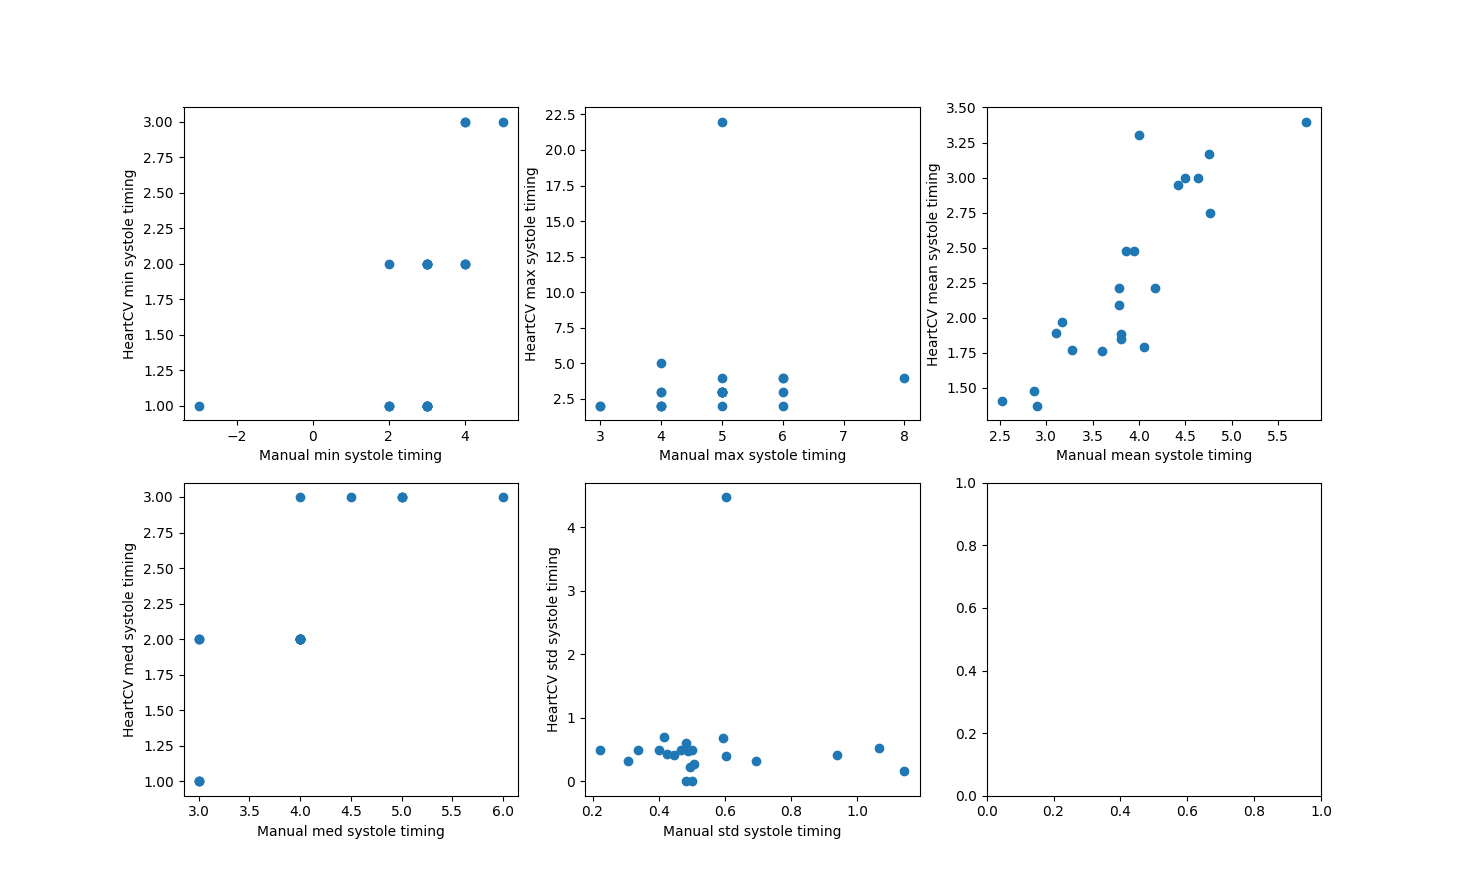 3.00
2.75
2.50
2.25
2.00
1.75
1.50
1.25
1.00
HeartCV min systole timing
−2 0 2 4
Manual min systole timing
22.5
20.0
17.5
15.0
12.5
10.0
7.5
5.0
2.5
HeartCV max systole timing
3 4 5 6 7 8
Manual max systole timing
3.50
3.25
3.00
2.75
2.50
2.25
2.00
1.75
1.50
HeartCV mean systole timing
2.5 3.0 3.5 4.0 4.5 5.0 5.5
Manual mean systole timing
3.00
2.75
2.50
2.25
2.00
1.75
1.50
1.25
1.00
HeartCV med systole timing
3.0 3.5 4.0 4.5 5.0 5.5 6.0
Manual med systole timing
4
3
2
1
0
HeartCV std systole timing
0.2 0.4 0.6 0.8 1.0
Manual std systole timing
1.0
0.8
0.6
0.4
0.2
0.0
0.0 0.2 0.4 0.6 0.8 1.0